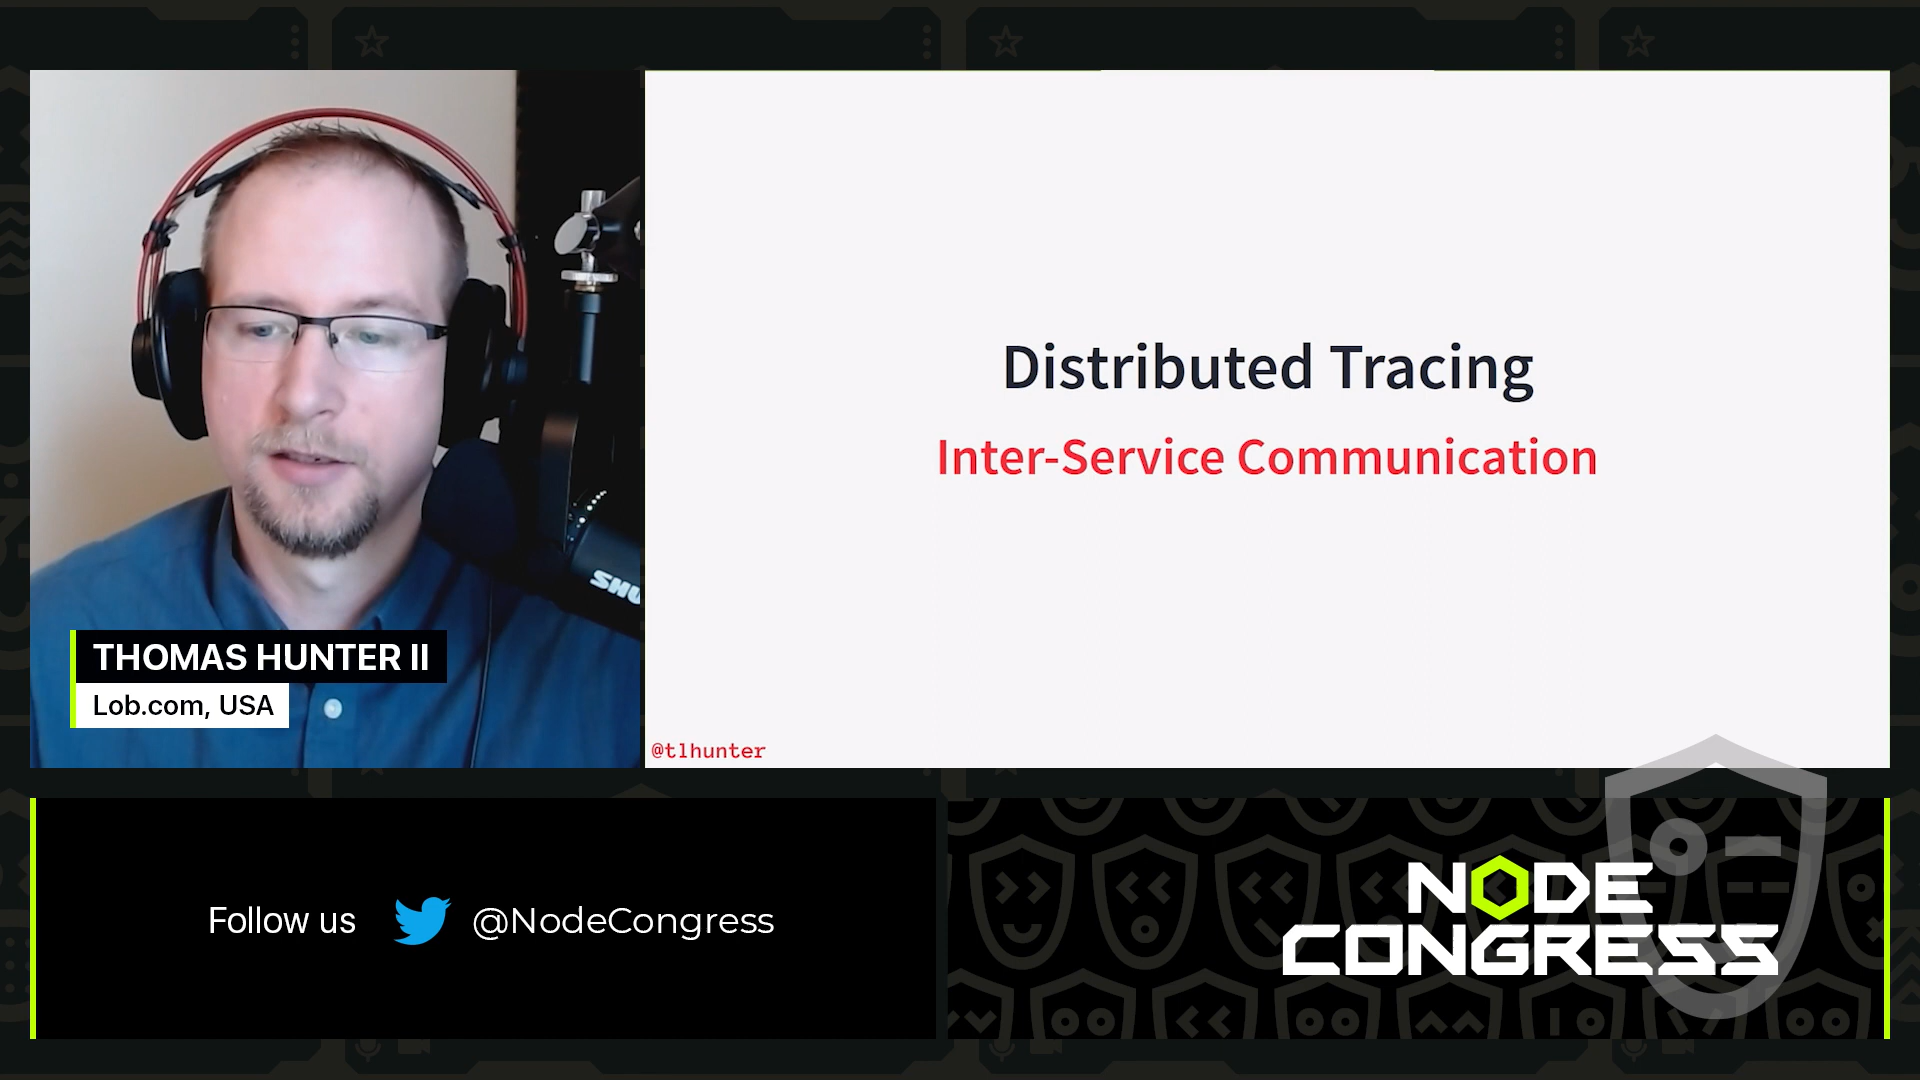 Distributed Tracing
Inter-Service Communication
@tlhunter
THOMAS HUNTER II
Lob.com, USA
Follow us @NodeCongress
NODE
CONGRESS